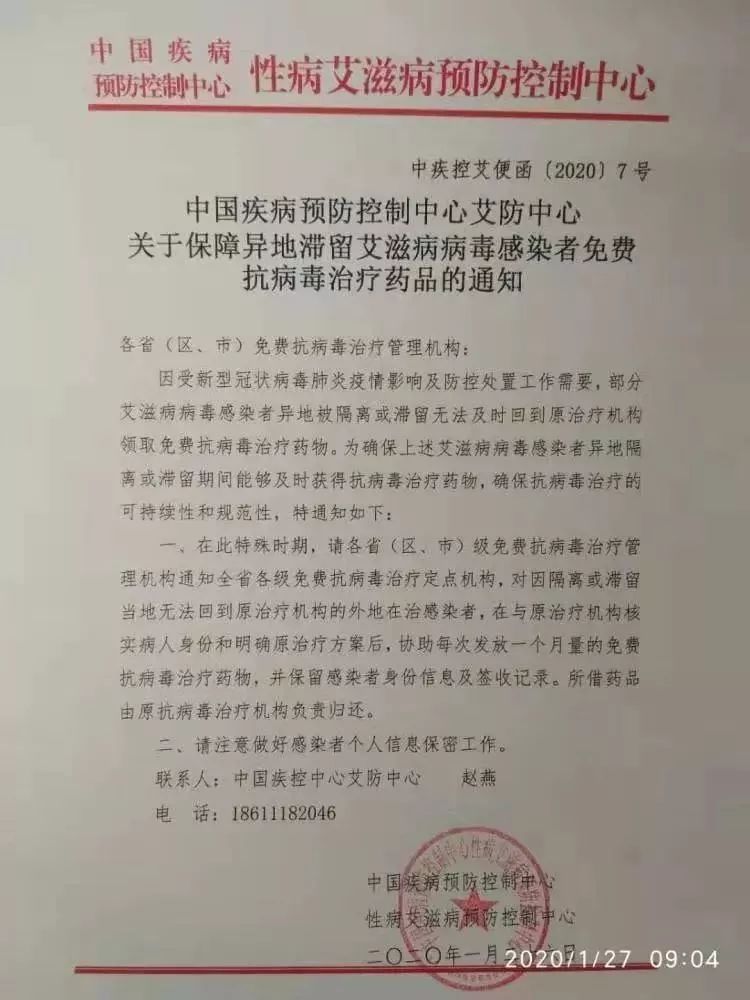 中国疾病
预防控制中心 性病艾滋病预防控制中心
中疾控艾便函〔2020〕7号
中国疾病预防控制中心艾防中心
关于保障异地滞留艾滋病病毒感染者免费
抗病毒治疗药品的通知
各省（区、市）免费抗病毒治疗管理机构：
因受新型冠状病毒肺炎疫情影响及防控处置工作需要，部分
艾滋病病毒感染者异地被隔离或滞留无法及时回到原治疗机构
领取免费抗病毒治疗药物。为确保上述艾滋病病毒感染者异地隔
离或滞留期间能够及时获得抗病毒治疗药物，确保抗病毒治疗的
可持续性和规范性，特通知如下：
一、在此特殊时期，请各省（区、市）级免费抗病毒治疗管
理机构通知全省各级免费抗病毒治疗定点机构，对因隔离或滞留
当地无法回到原治疗机构的外地在治感染者，在与原治疗机构核
实病人身份和明确原治疗方案后，协助每次发放一个月量的免费
抗病毒治疗药物，并保留感染者身份信息及签收记录。所借药品
由原抗病毒治疗机构负责归还。
二、请注意做好感染者个人信息保密工作。
联系人：中国疾控中心艾防中心 赵燕
电 话：18611182046
中国疾病预防控制中心
性病艾滋病预防控制中心
二〇二〇年一月二十六日
2020/1/27 09:04